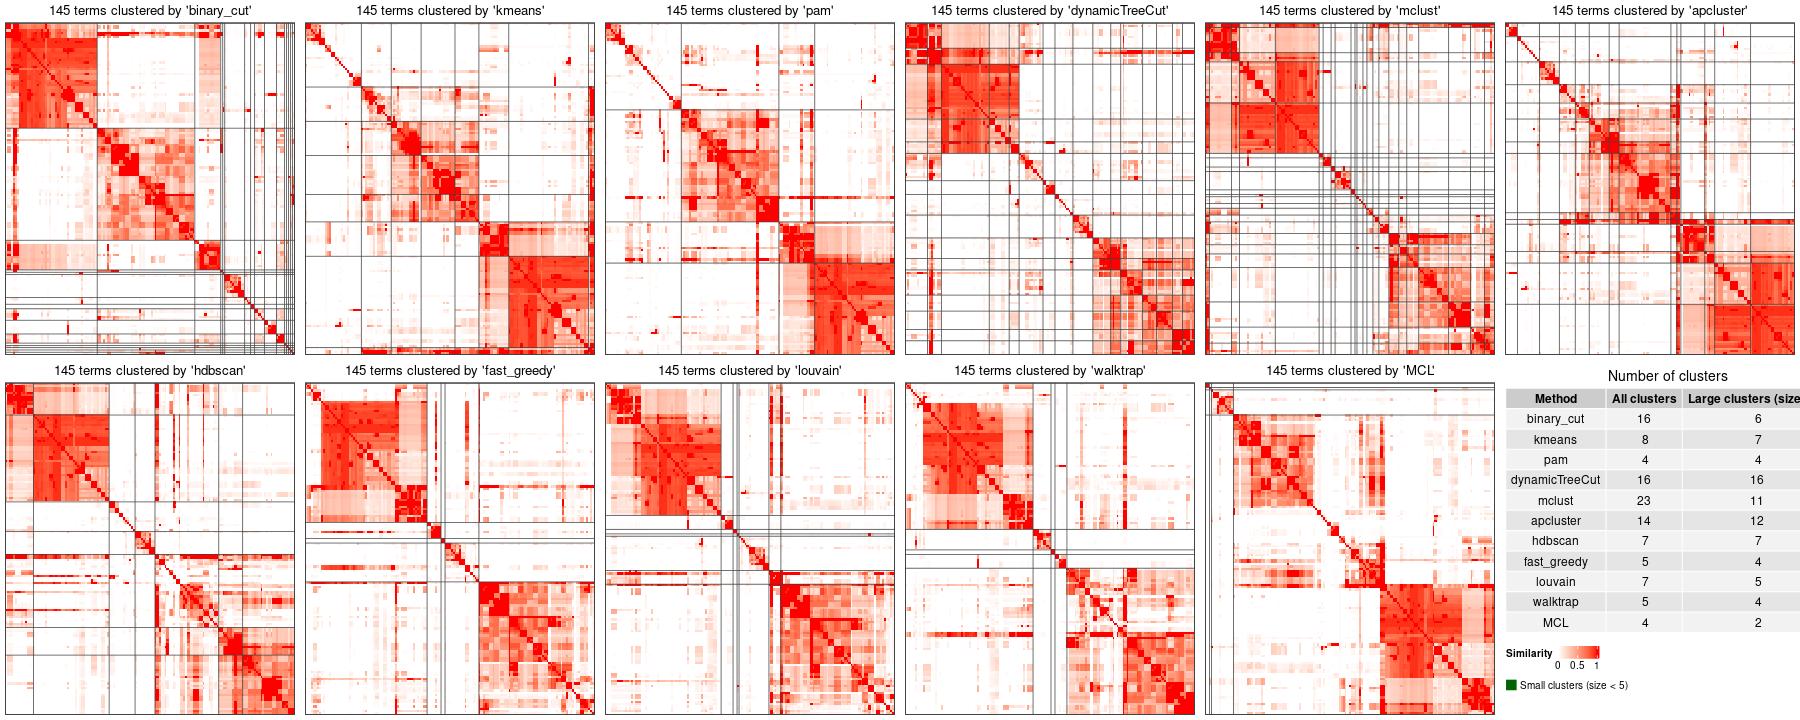 145 terms clustered by 'binary_cut'
145 terms clustered by 'kmeans'
145 terms clustered by 'pam'
145 terms clustered by 'dynamicTreeCut'
145 terms clustered by 'mclust'
145 terms clustered by 'apcluster'
145 terms clustered by 'hdbscan'
145 terms clustered by 'fast_greedy'
145 terms clustered by 'louvain'
145 terms clustered by 'walktrap'
145 terms clustered by 'MCL'
Number of clusters
Method All clusters Large clusters (size
binary_cut 16 6
kmeans 8 7
pam 4 4
dynamicTreeCut 16 16
mclust 23 11
apcluster 14 12
hdbscan 7 7
fast_greedy 5 4
louvain 7 5
walktrap 5 4
MCL 4 2
Similarity
0 0.5 1
Small clusters (size < 5)